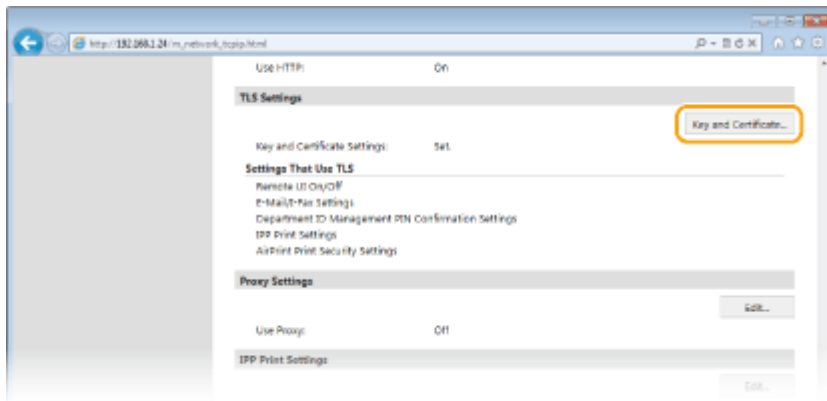 http://192.168.1.24/m_network_tcpip.html
Use HTTP: On
TLS Settings
Key and Certificate...
Key and Certificate Settings: Set.
Settings That Use TLS
Remote UI On/Off
E-Mail/I-Fax Settings
Department ID Management PIN Confirmation Settings
IPP Print Settings
AirPrint Print Security Settings
Proxy Settings
Edit...
Use Proxy: Off
IPP Print Settings
Edit...